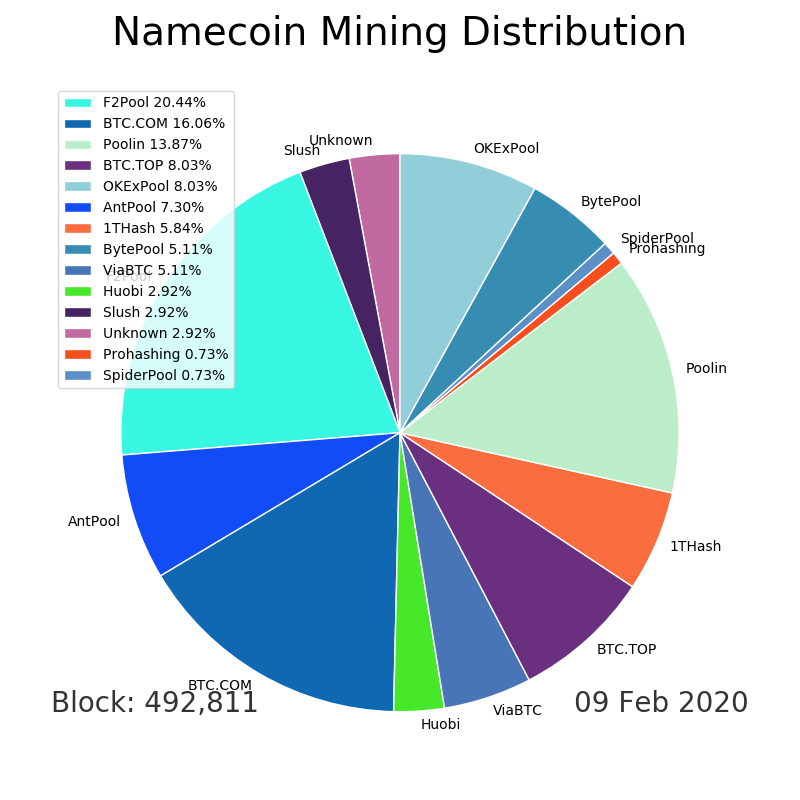 Namecoin Mining Distribution
F2Pool 20.44%
BTC.COM 16.06%
Poolin 13.87%
BTC.TOP 8.03%
OKExPool 8.03%
AntPool 7.30%
1THash 5.84%
BytePool 5.11%
ViaBTC 5.11%
Huobi 2.92%
Slush 2.92%
Unknown 2.92%
Prohashing 0.73%
SpiderPool 0.73%
Unknown
Slush
OKExPool
BytePool
SpiderPool
Prohashing
F2Pool
Poolin
AntPool
1THash
BTC.TOP
BTC.COM
ViaBTC
Huobi
Block: 492,811
09 Feb 2020